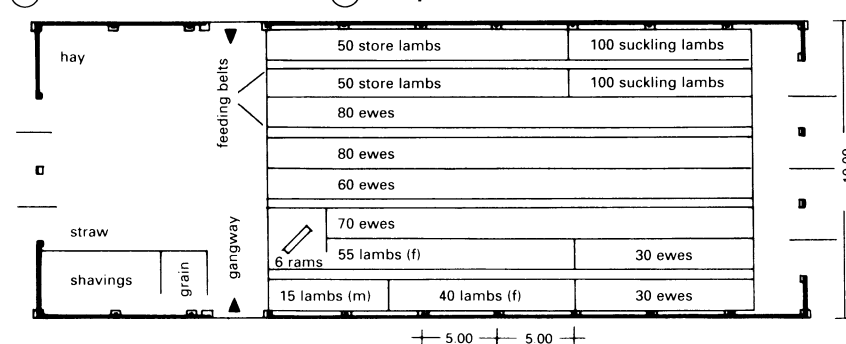 hay
feeding belts
50 store lambs
100 suckling lambs
50 store lambs
100 suckling lambs
80 ewes
80 ewes
60 ewes
straw
gangway
70 ewes
6 rams
55 lambs (f)
30 ewes
shavings
grain
15 lambs (m)
40 lambs (f)
30 ewes
5.00
5.00